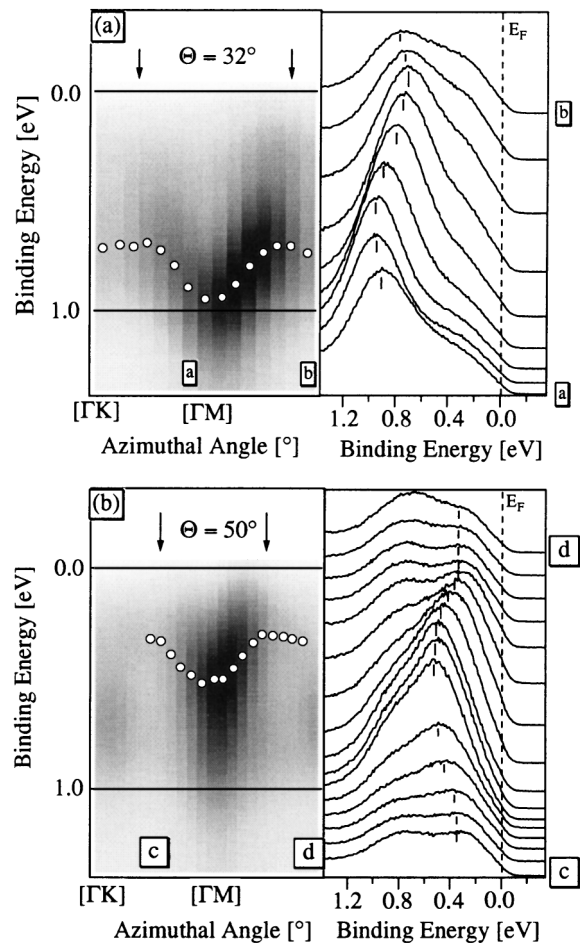 (a)
Θ = 32°
E_F
0.0
1.0
Binding Energy [eV]
a
b
b
a
[ΓK]
[ΓM]
1.2
0.8
0.4
0.0
Azimuthal Angle [°]
Binding Energy [eV]
(b)
Θ = 50°
E_F
0.0
1.0
Binding Energy [eV]
c
d
d
c
[ΓK]
[ΓM]
1.2
0.8
0.4
0.0
Azimuthal Angle [°]
Binding Energy [eV]